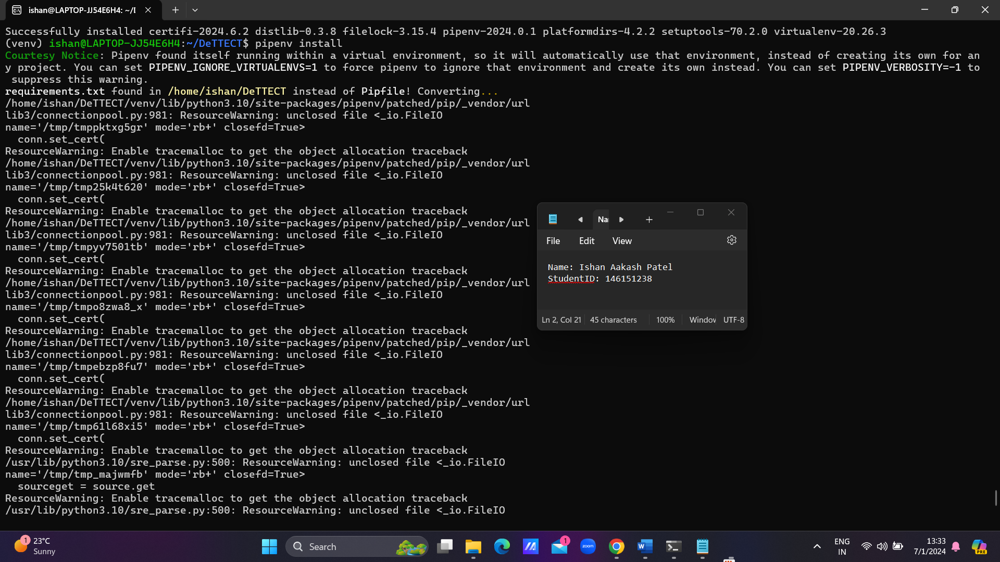 ishan@LAPTOP-JJ54E6H4: ~/
Successfully installed certifi-2024.6.2 distlib-0.3.8 filelock-3.15.4 pipenv-2024.0.1 platformdirs-4.2.2 setuptools-70.2.0 virtualenv-20.26.3
(venv) ishan@LAPTOP-JJ54E6H4:~/DeTTECT$ pipenv install
Courtesy Notice: Pipenv found itself running within a virtual environment, so it will automatically use that environment, instead of creating its own for an
y project. You can set PIPENV_IGNORE_VIRTUALENVS=1 to force pipenv to ignore that environment and create its own instead. You can set PIPENV_VERBOSITY=-1 to
 suppress this warning.
requirements.txt found in /home/ishan/DeTTECT instead of Pipfile! Converting...
/home/ishan/DeTTECT/venv/lib/python3.10/site-packages/pipenv/patched/pip/_vendor/url
lib3/connectionpool.py:981: ResourceWarning: unclosed file <_io.FileIO
name='/tmp/tmppktxg5gr' mode='rb+' closefd=True>
  conn.set_cert(
ResourceWarning: Enable tracemalloc to get the object allocation traceback
/home/ishan/DeTTECT/venv/lib/python3.10/site-packages/pipenv/patched/pip/_vendor/url
lib3/connectionpool.py:981: ResourceWarning: unclosed file <_io.FileIO
name='/tmp/tmp25k4t620' mode='rb+' closefd=True>
  conn.set_cert(
ResourceWarning: Enable tracemalloc to get the object allocation traceback
/home/ishan/DeTTECT/venv/lib/python3.10/site-packages/pipenv/patched/pip/_vendor/url
lib3/connectionpool.py:981: ResourceWarning: unclosed file <_io.FileIO
name='/tmp/tmpyv7501tb' mode='rb+' closefd=True>
  conn.set_cert(
ResourceWarning: Enable tracemalloc to get the object allocation traceback
/home/ishan/DeTTECT/venv/lib/python3.10/site-packages/pipenv/patched/pip/_vendor/url
lib3/connectionpool.py:981: ResourceWarning: unclosed file <_io.FileIO
name='/tmp/tmpo8zwa8_x' mode='rb+' closefd=True>
  conn.set_cert(
ResourceWarning: Enable tracemalloc to get the object allocation traceback
/home/ishan/DeTTECT/venv/lib/python3.10/site-packages/pipenv/patched/pip/_vendor/url
lib3/connectionpool.py:981: ResourceWarning: unclosed file <_io.FileIO
name='/tmp/tmpebzp8fu7' mode='rb+' closefd=True>
  conn.set_cert(
ResourceWarning: Enable tracemalloc to get the object allocation traceback
/home/ishan/DeTTECT/venv/lib/python3.10/site-packages/pipenv/patched/pip/_vendor/url
lib3/connectionpool.py:981: ResourceWarning: unclosed file <_io.FileIO
name='/tmp/tmp61l68xi5' mode='rb+' closefd=True>
  conn.set_cert(
ResourceWarning: Enable tracemalloc to get the object allocation traceback
/usr/lib/python3.10/sre_parse.py:500: ResourceWarning: unclosed file <_io.FileIO
name='/tmp/tmp_majwmfb' mode='rb+' closefd=True>
  sourceget = source.get
ResourceWarning: Enable tracemalloc to get the object allocation traceback
/usr/lib/python3.10/sre_parse.py:500: ResourceWarning: unclosed file <_io.FileIO
Na
File Edit View
Name: Ishan Aakash Patel
StudentID: 146151238
Ln 2, Col 21 45 characters 100% Window UTF-8
1 23°C
Sunny
Search
1
zoom
W
ENG
IN
13:33
7/1/2024
PRE